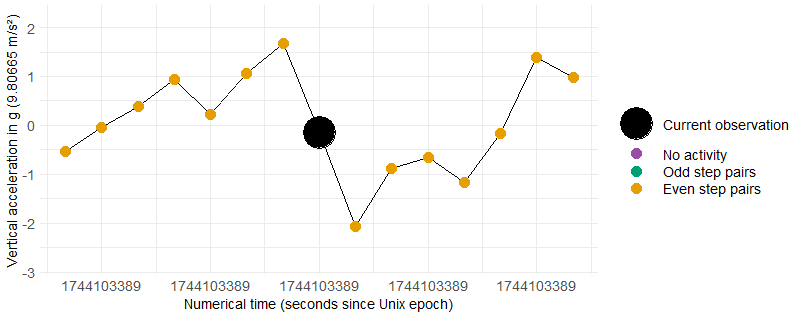 Vertical acceleration in g (9.80665 m/s²)
2
1
0
-1
-2
-3
1744103389 1744103389 1744103389 1744103389 1744103389
Numerical time (seconds since Unix epoch)
Current observation
No activity
Odd step pairs
Even step pairs